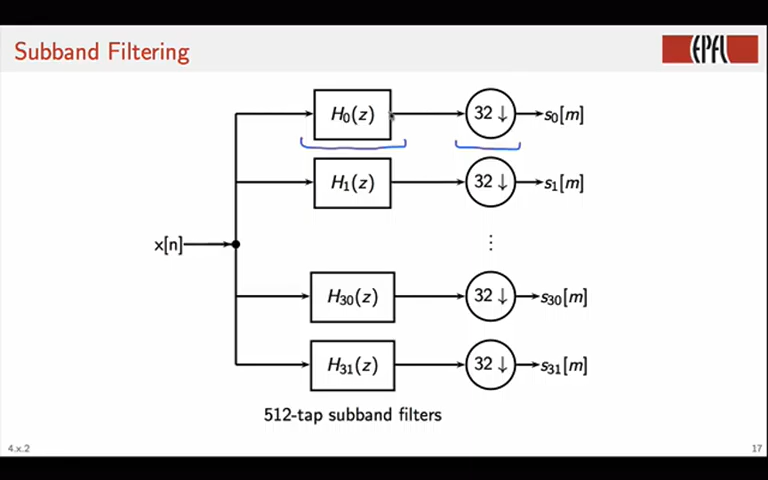 Subband Filtering
EPFL
H₀(z)
32 ↓
s₀[m]
H₁(z)
32 ↓
s₁[m]
x[n]
⋮
H₃₀(z)
32 ↓
s₃₀[m]
H₃₁(z)
32 ↓
s₃₁[m]
512-tap subband filters
4.x.2
17